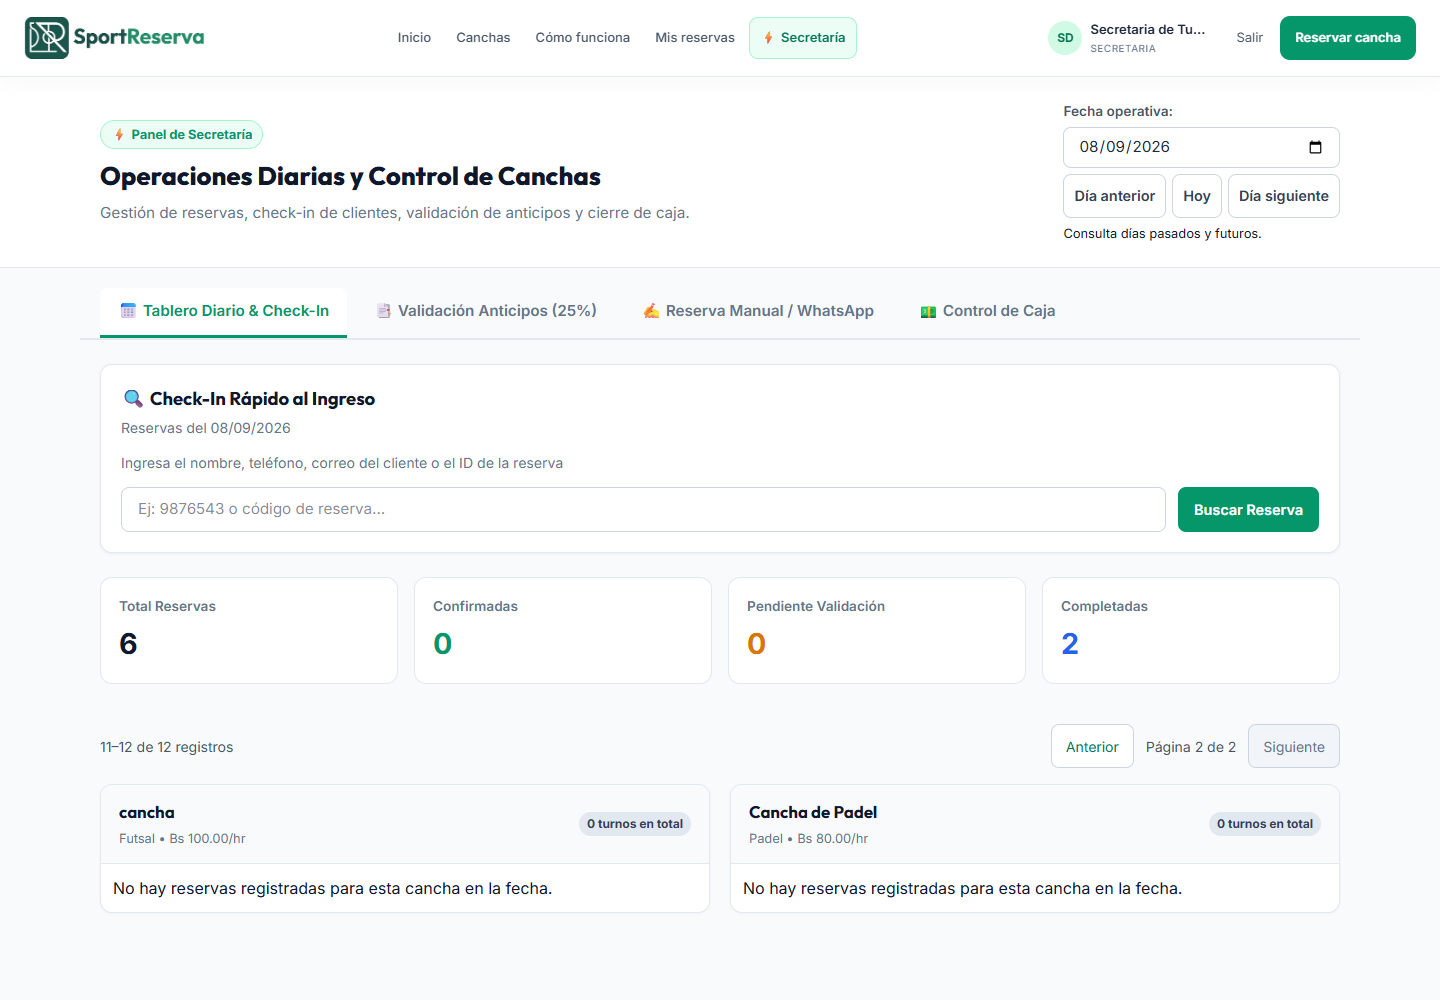 SportReserva
Inicio
Canchas
Cómo funciona
Mis reservas
Secretaría
SD
Secretaria de Tu...
SECRETARIA
Salir
Reservar cancha
Panel de Secretaría
Operaciones Diarias y Control de Canchas
Gestión de reservas, check-in de clientes, validación de anticipos y cierre de caja.
Fecha operativa:
08/09/2026
Día anterior
Hoy
Día siguiente
Consulta días pasados y futuros.
Tablero Diario & Check-In
Validación Anticipos (25%)
Reserva Manual / WhatsApp
Control de Caja
Check-In Rápido al Ingreso
Reservas del 08/09/2026
Ingresa el nombre, teléfono, correo del cliente o el ID de la reserva
Ej: 9876543 o código de reserva...
Buscar Reserva
Total Reservas
6
Confirmadas
0
Pendiente Validación
0
Completadas
2
11–12 de 12 registros
Anterior
Página 2 de 2
Siguiente
cancha
Futsal • Bs 100.00/hr
0 turnos en total
No hay reservas registradas para esta cancha en la fecha.
Cancha de Padel
Padel • Bs 80.00/hr
0 turnos en total
No hay reservas registradas para esta cancha en la fecha.